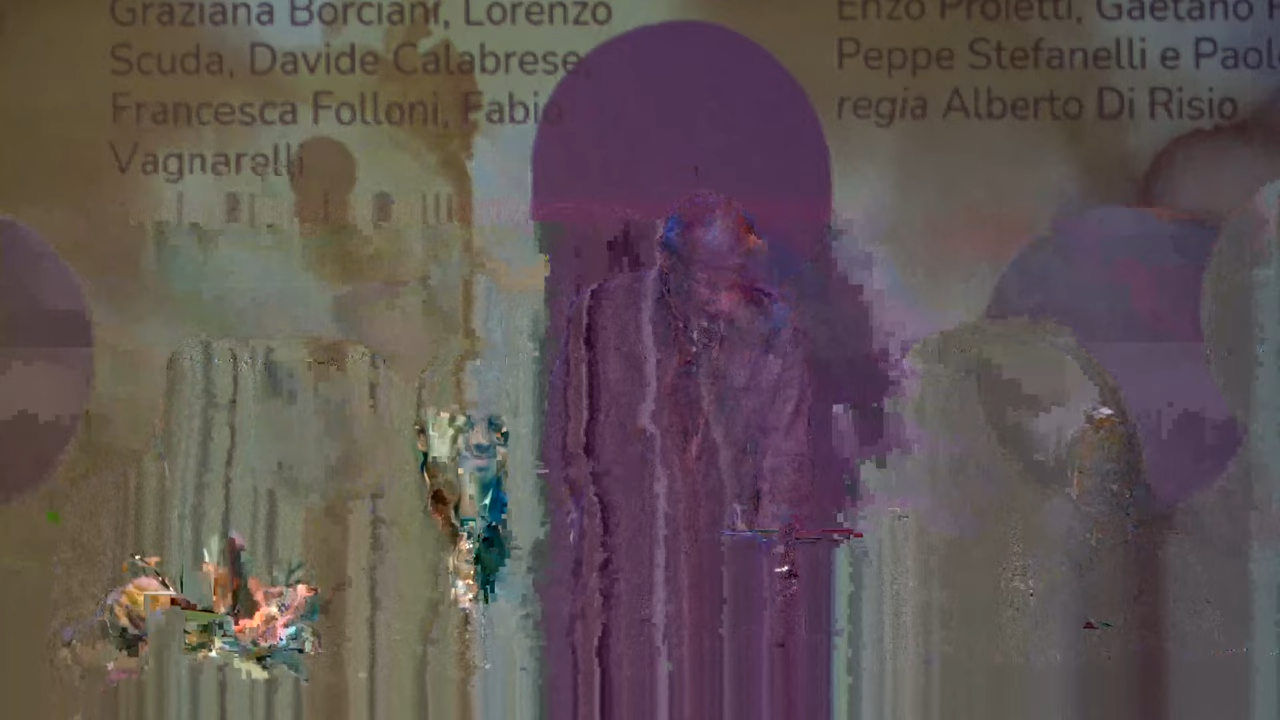 Graziana Borciani, Lorenzo
Scuda, Davide Calabrese,
Francesca Folloni, Fabio
Vagnarelli
Enzo Proietti, Gaetano
Peppe Stefanelli e Paol
regia Alberto Di Risio